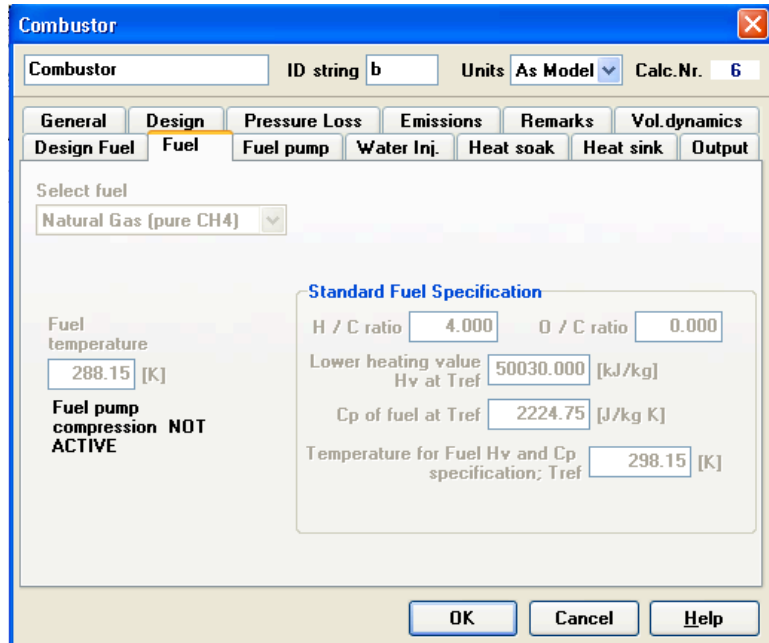 Combustor
Combustor ID string b Units As Model Calc.Nr. 6
General Design Pressure Loss Emissions Remarks Vol.dynamics
Design Fuel Fuel Fuel pump Water Inj. Heat soak Heat sink Output
Select fuel
Natural Gas (pure CH4)
Standard Fuel Specification
H / C ratio 4.000 O / C ratio 0.000
Lower heating value
Hv at Tref 50030.000 [kJ/kg]
Cp of fuel at Tref 2224.75 [J/kg K]
Temperature for Fuel Hv and Cp
specification; Tref 298.15 [K]
Fuel
temperature
288.15 [K]
Fuel pump
compression NOT
ACTIVE
OK Cancel Help